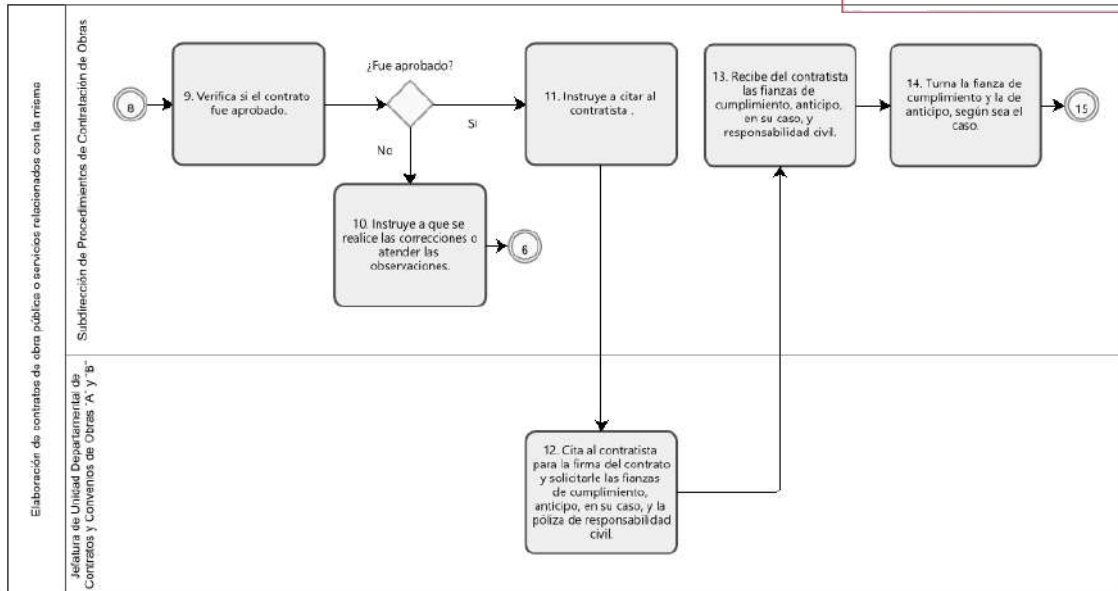 Elaboración de contratos de obra pública o servicios relacionados con la misma
Subdirección de Procedimientos de Contratación de Obras
8
9. Verifica si el contrato
fue aprobado.
¿Fue aprobado?
Si
No
10. Instruye a que se
realice las correcciones o
atender las
observaciones.
6
11. Instruye a citar al
contratista .
13. Recibe del contratista
las fianzas de
cumplimiento, anticipo,
en su caso, y
responsabilidad civil.
14. Turna la fianza de
cumplimiento y la de
anticipo, según sea el
caso.
15
Jefatura de Unidad Departamental de
Contratos y Convenios de Obras "A" y "B"
12. Cita al contratista
para la firma del contrato
y solicitarle las fianzas
de cumplimiento,
anticipo, en su caso, y la
póliza de responsabilidad
civil.